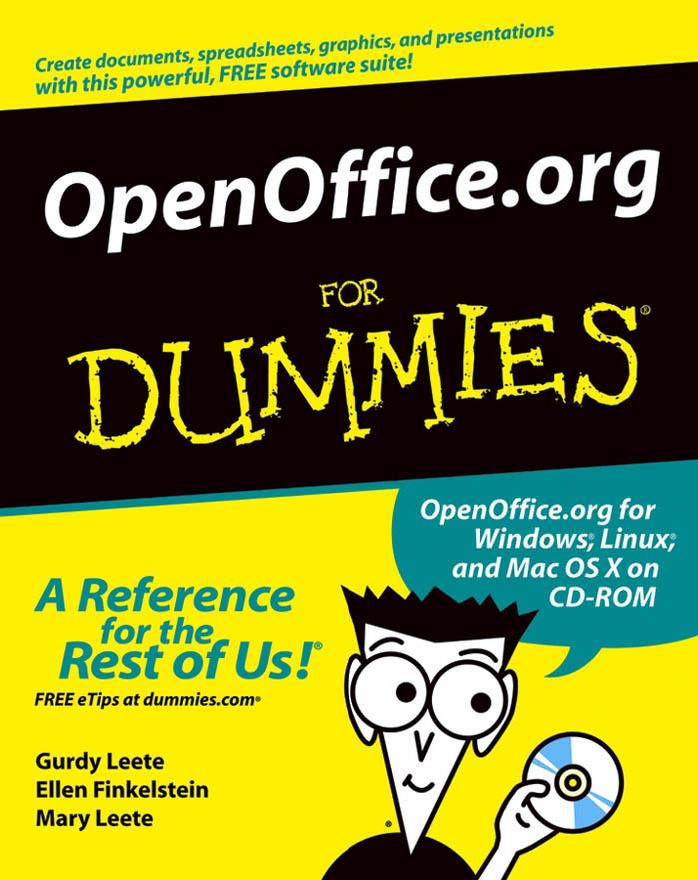 Create documents, spreadsheets, graphics, and presentations
with this powerful, FREE software suite!
OpenOffice.org
FOR
DUMMIES®
OpenOffice.org for
Windows®, Linux®,
and Mac OS X on
CD-ROM
A Reference
for the
Rest of Us!®
FREE eTips at dummies.com®
Gurdy Leete
Ellen Finkelstein
Mary Leete
®